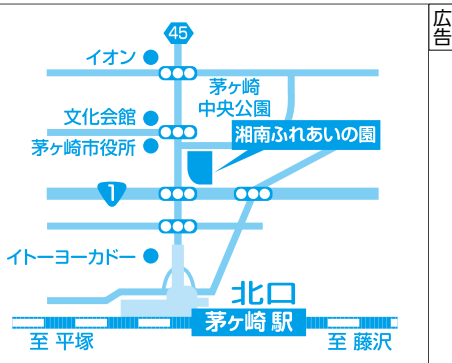 広告
45
イオン
茅ヶ崎
中央公園
文化会館
湘南ふれあいの園
茅ヶ崎市役所
1
イトーヨーカドー
北口
茅ヶ崎駅
至 平塚
至 藤沢